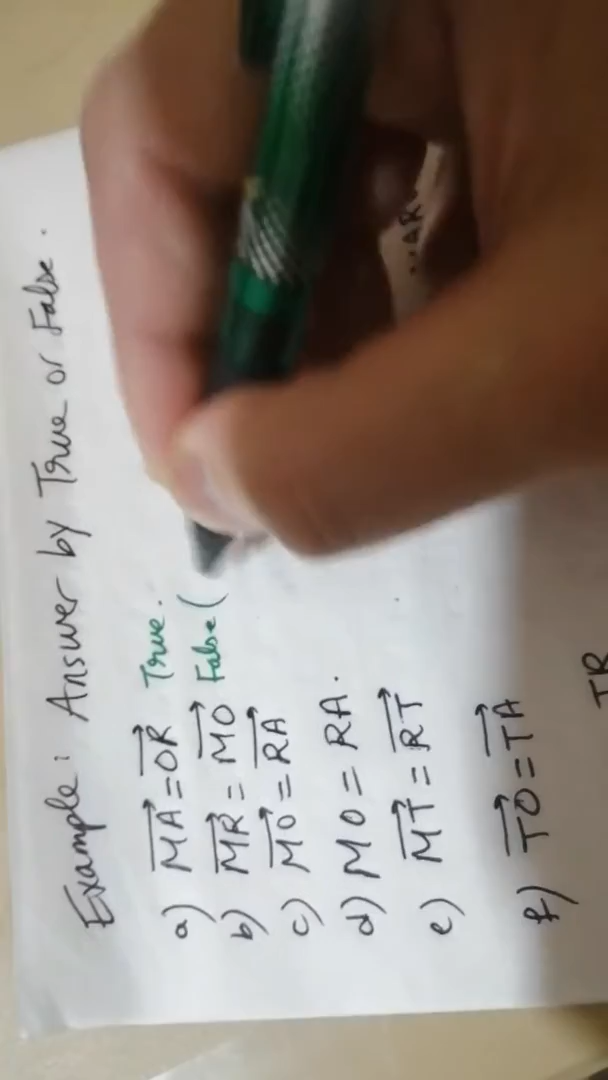 Example: Answer by True or False.
a) MA = OR True.
b) MR = MO False (
c) MO = RA
d) MO = RA.
e) MT = RT
f) TO = TA
TR